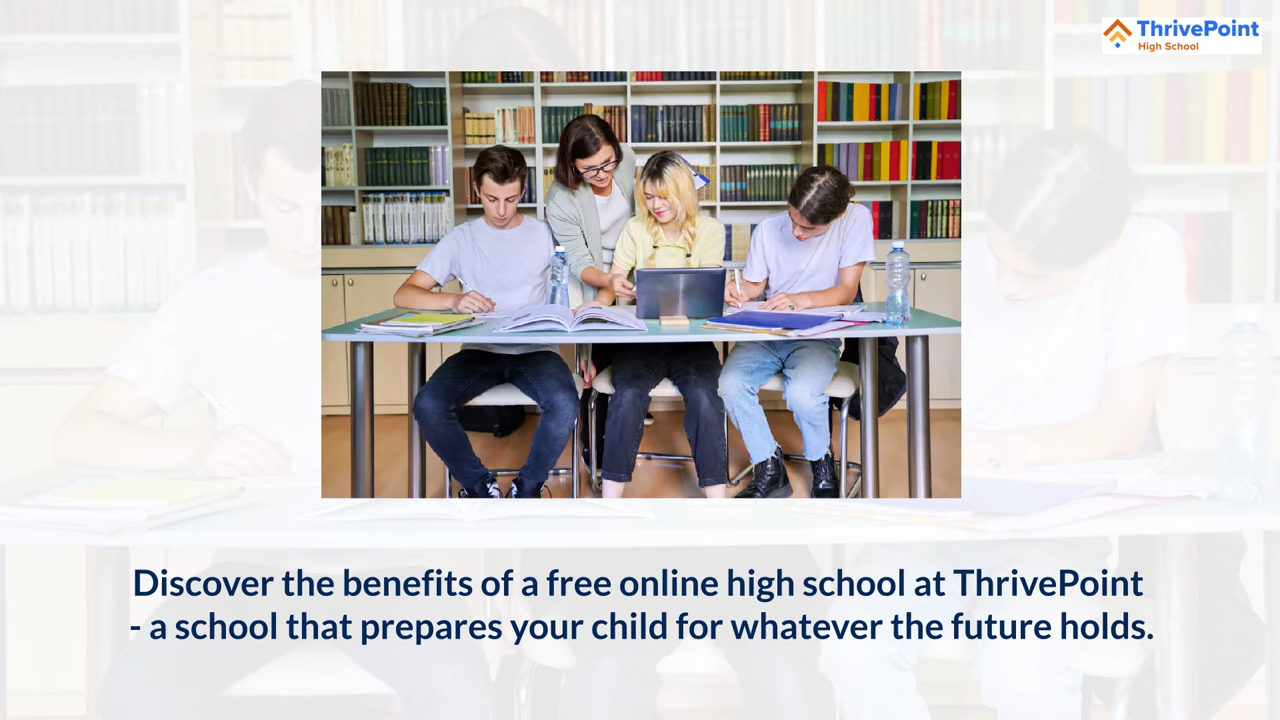 ThrivePoint
High School
Discover the benefits of a free online high school at ThrivePoint
- a school that prepares your child for whatever the future holds.